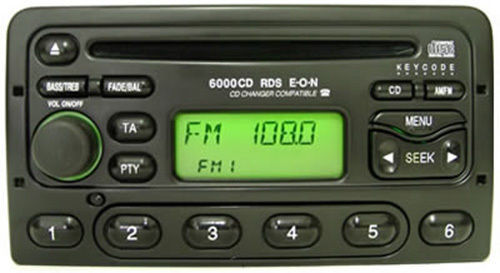 6000CD RDS E·O·N
CD CHANGER COMPATIBLE
KEYCODE
BASS/TREB
FADE/BAL
CD
AM/FM
VOL ON/OFF
TA
PTY
FM 108.0
FM1
MENU
SEEK
1 2 3 4 5 6